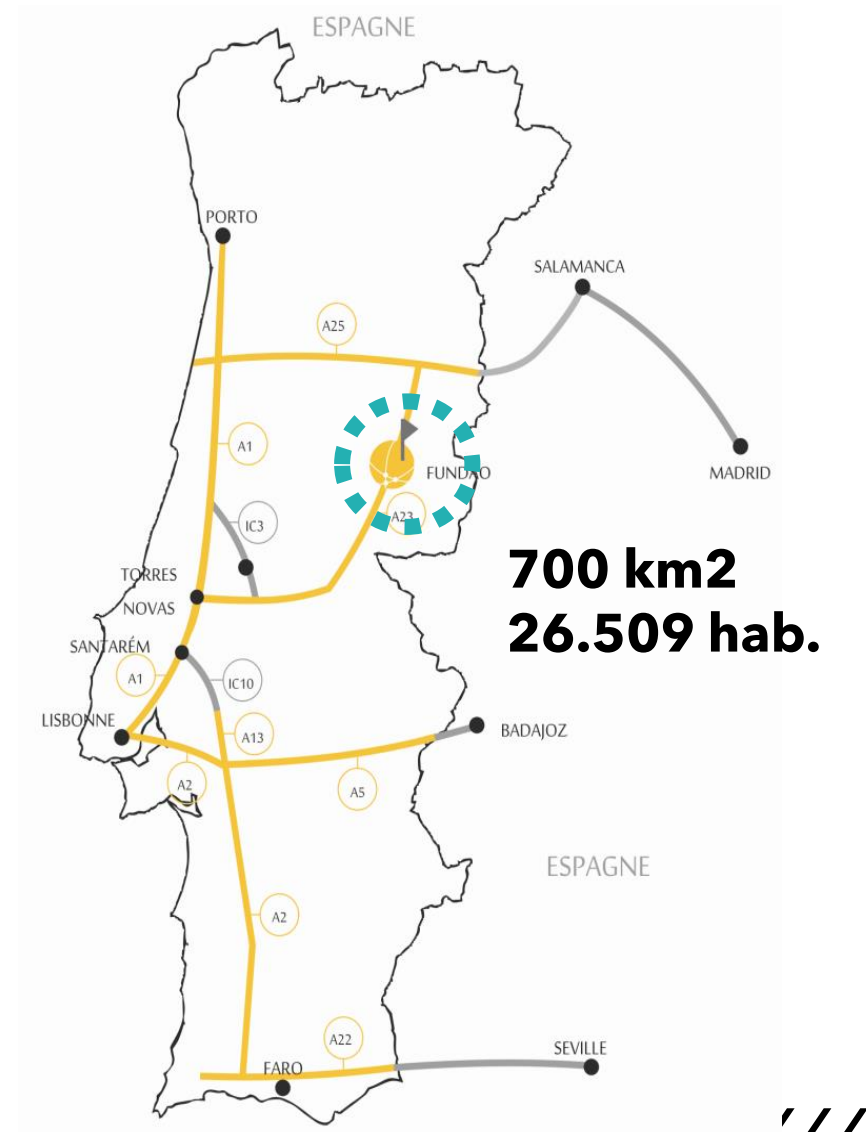 ESPAGNE
PORTO
SALAMANCA
A25
A1
MADRID
FUNDÃO
A23
IC3
700 km2
26.509 hab.
TORRES
NOVAS
SANTARÉM
A1
IC10
LISBONNE
A13
BADAJOZ
A2
A5
ESPAGNE
A2
A22
SEVILLE
FARO